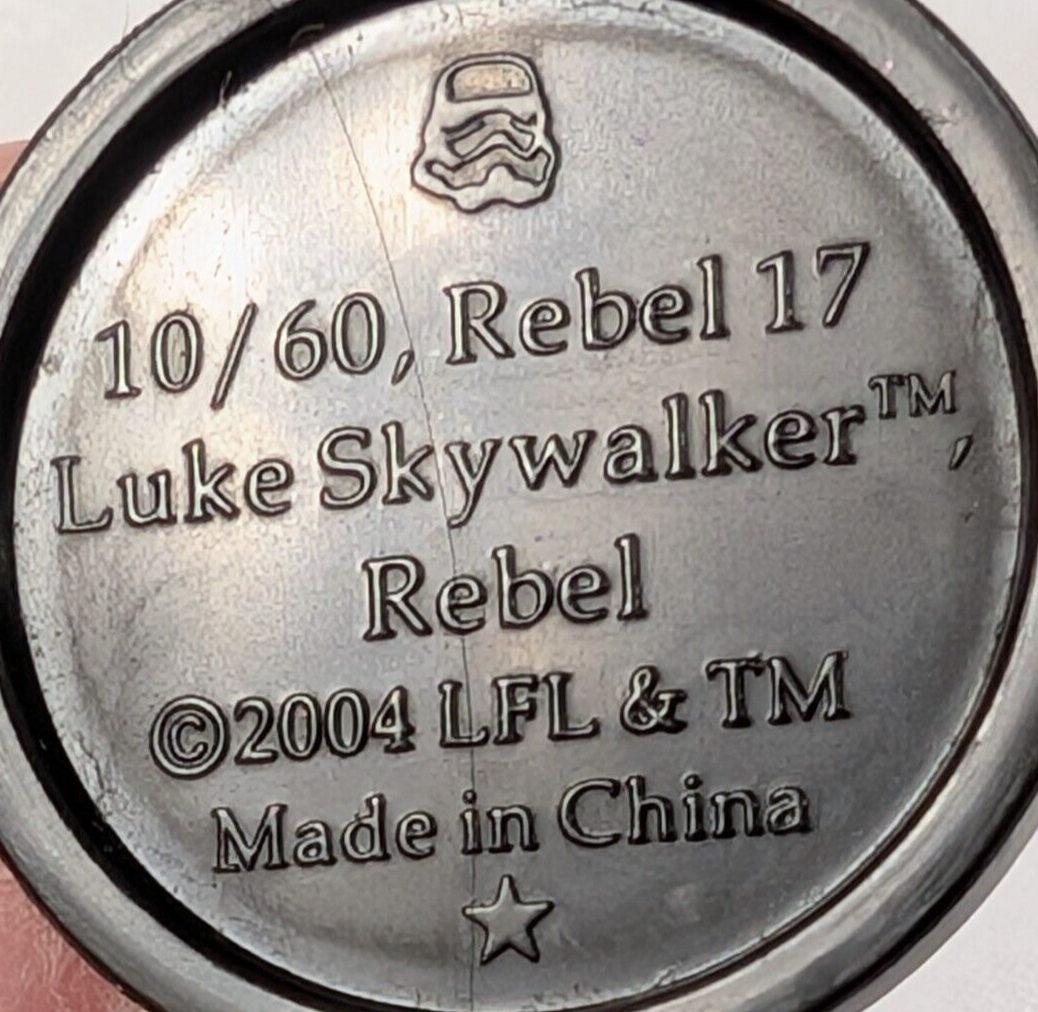 10/60, Rebel 17
Luke Skywalker™,
Rebel
©2004 LFL & TM
Made in China